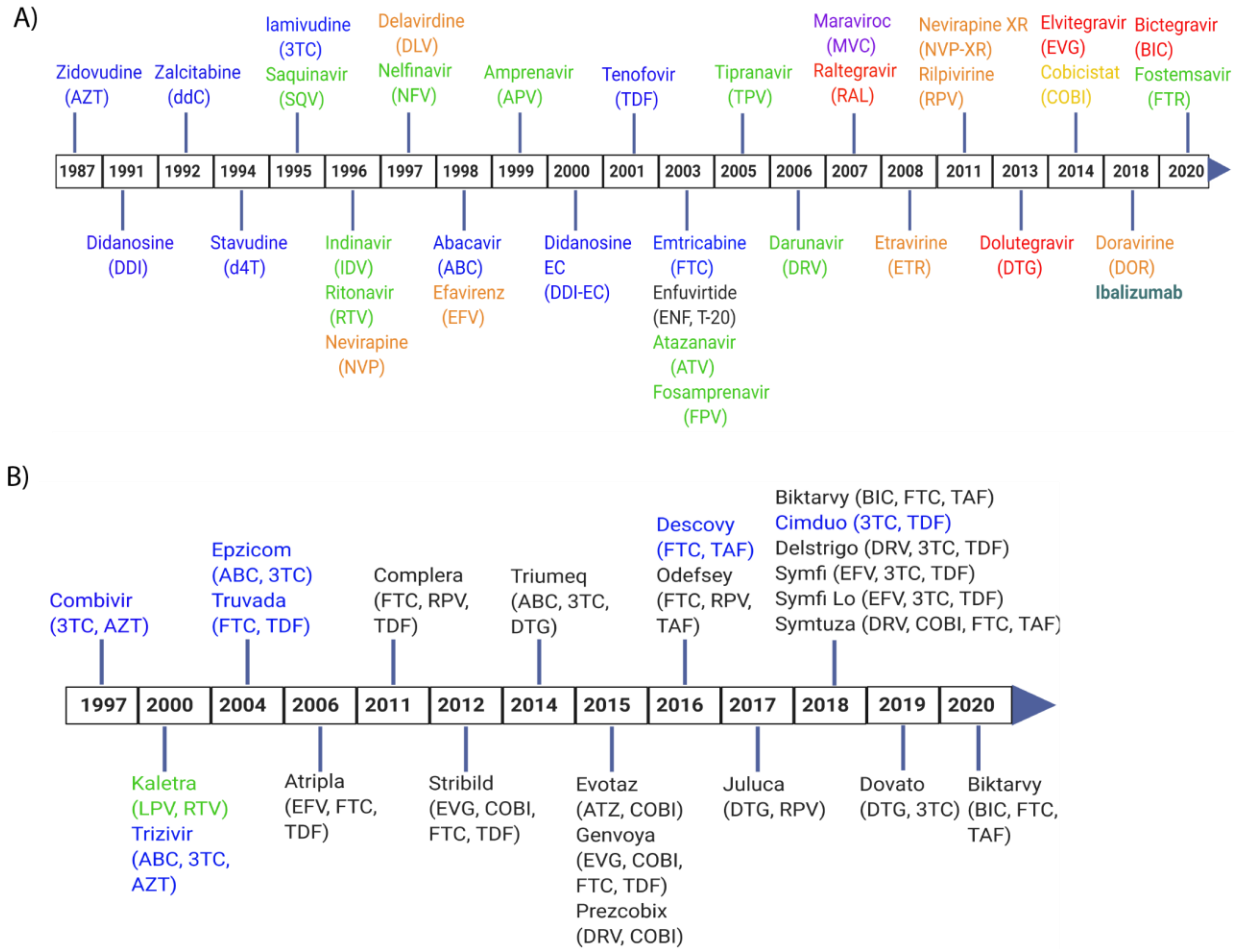 A)
Zidovudine
(AZT)
Zalcitabine
(ddC)
lamivudine
(3TC)
Saquinavir
(SQV)
Delavirdine
(DLV)
Nelfinavir
(NFV)
Amprenavir
(APV)
Tenofovir
(TDF)
Tipranavir
(TPV)
Maraviroc
(MVC)
Raltegravir
(RAL)
Nevirapine XR
(NVP-XR)
Rilpivirine
(RPV)
Elvitegravir
(EVG)
Cobicistat
(COBI)
Bictegravir
(BIC)
Fostemsavir
(FTR)
1987 1991 1992 1994 1995 1996 1997 1998 1999 2000 2001 2003 2005 2006 2007 2008 2011 2013 2014 2018 2020
Didanosine
(DDI)
Stavudine
(d4T)
Indinavir
(IDV)
Ritonavir
(RTV)
Nevirapine
(NVP)
Abacavir
(ABC)
Efavirenz
(EFV)
Didanosine
EC
(DDI-EC)
Emtricabine
(FTC)
Enfuvirtide
(ENF, T-20)
Atazanavir
(ATV)
Fosamprenavir
(FPV)
Darunavir
(DRV)
Etravirine
(ETR)
Dolutegravir
(DTG)
Doravirine
(DOR)
Ibalizumab
B)
Combivir
(3TC, AZT)
Epzicom
(ABC, 3TC)
Truvada
(FTC, TDF)
Complera
(FTC, RPV,
TDF)
Triumeq
(ABC, 3TC,
DTG)
Descovy
(FTC, TAF)
Odefsey
(FTC, RPV,
TAF)
Biktarvy (BIC, FTC, TAF)
Cimduo (3TC, TDF)
Delstrigo (DRV, 3TC, TDF)
Symfi (EFV, 3TC, TDF)
Symfi Lo (EFV, 3TC, TDF)
Symtuza (DRV, COBI, FTC, TAF)
1997 2000 2004 2006 2011 2012 2014 2015 2016 2017 2018 2019 2020
Kaletra
(LPV, RTV)
Trizivir
(ABC, 3TC,
AZT)
Atripla
(EFV, FTC,
TDF)
Stribild
(EVG, COBI,
FTC, TDF)
Evotaz
(ATZ, COBI)
Genvoya
(EVG, COBI,
FTC, TDF)
Prezcobix
(DRV, COBI)
Juluca
(DTG, RPV)
Dovato
(DTG, 3TC)
Biktarvy
(BIC, FTC,
TAF)